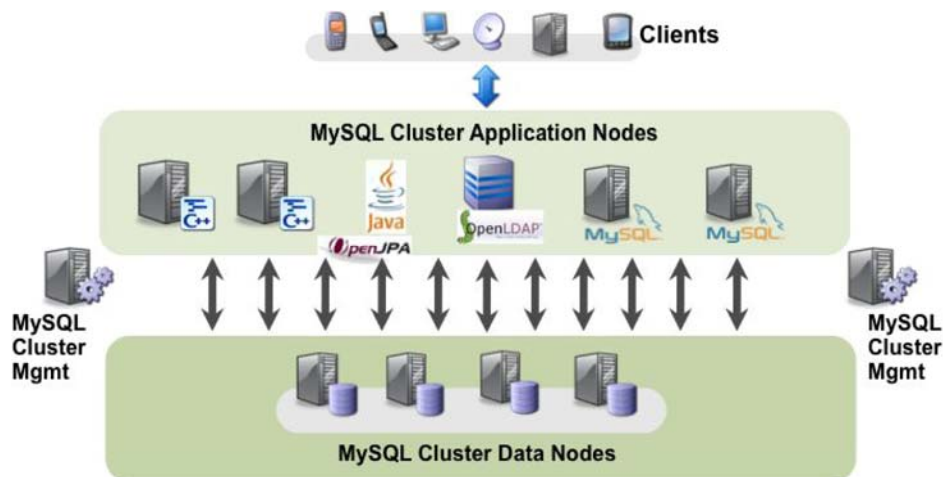 Clients
MySQL Cluster Application Nodes
C++
C++
Java
OpenJPA
OpenLDAP
MySQL
MySQL
MySQL
Cluster
Mgmt
MySQL
Cluster
Mgmt
MySQL Cluster Data Nodes